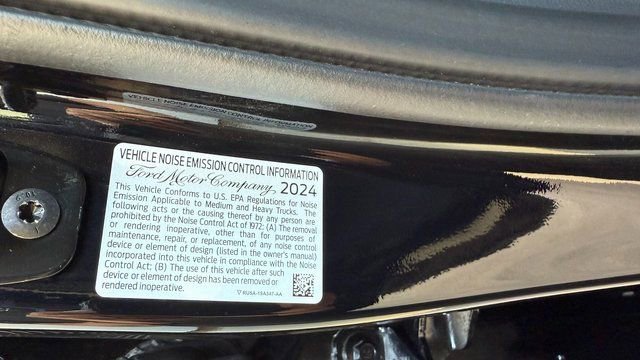 VEHICLE NOISE EMISSION CONTROL INFORMATION
VEHICLE NOISE EMISSION CONTROL INFORMATION
Ford Motor Company 2024
This Vehicle Conforms to U.S. EPA Regulations for Noise
Emission Applicable to Medium and Heavy Trucks. The
following acts or the causing thereof by any person are
prohibited by the Noise Control Act of 1972: (A) The removal
or rendering inoperative, other than for purposes of
maintenance, repair, or replacement, of any noise control
device or element of design (listed in the owner's manual)
incorporated into this vehicle in compliance with the Noise
Control Act; (B) The use of this vehicle after such
device or element of design has been removed or
rendered inoperative.